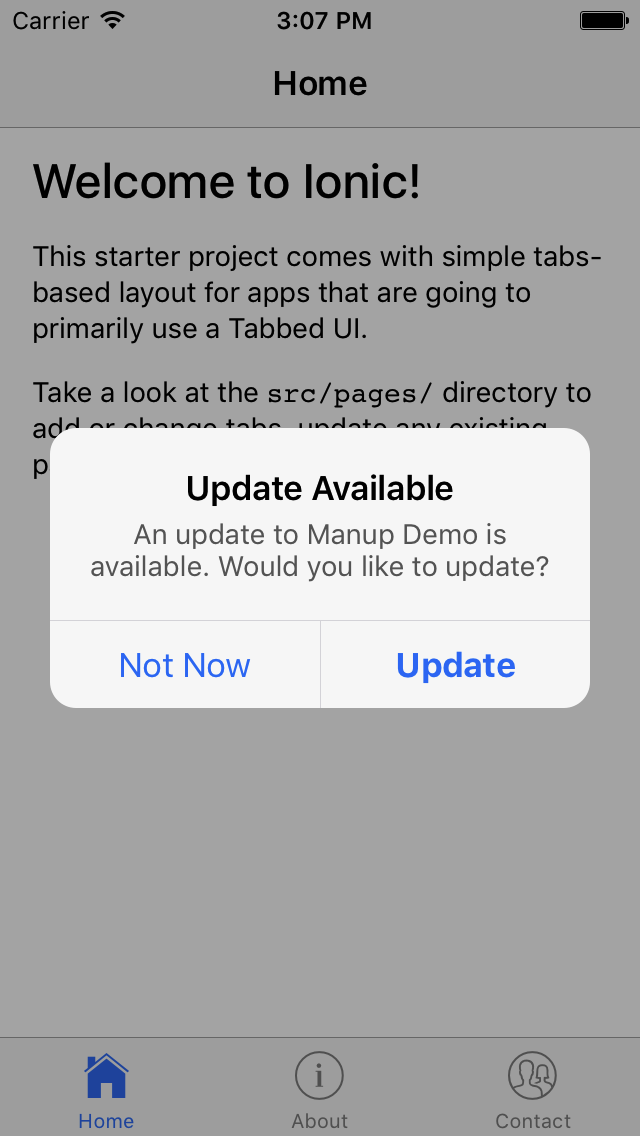 Carrier
3:07 PM
Home
Welcome to Ionic!
This starter project comes with simple tabs-
based layout for apps that are going to
primarily use a Tabbed UI.
Take a look at the src/pages/ directory to
add or change tabs, update any existing
Update Available
An update to Manup Demo is
available. Would you like to update?
Not Now
Update
Home
About
Contact